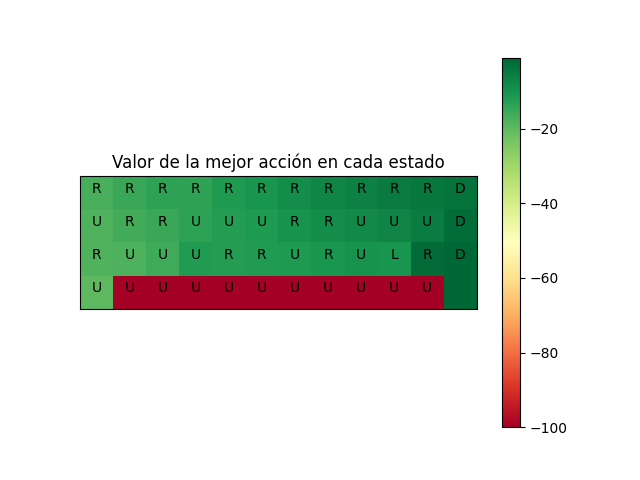 Valor de la mejor acción en cada estado
R R R R R R R R R R R D
U R R U U U R R U U U D
R U U U R R U R U L R D
U U U U U U U U U U U
−20
−40
−60
−80
−100